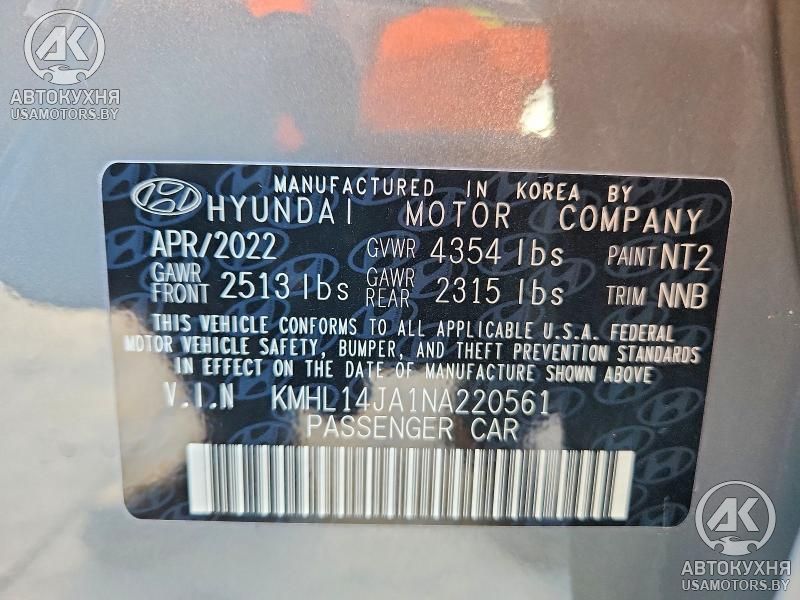 АК
АВТОКУХНЯ
USAMOTORS.BY
MANUFACTURED IN KOREA BY
HYUNDAI MOTOR COMPANY
APR/2022 GVWR 4354 lbs PAINT NT2
GAWR FRONT 2513 lbs GAWR REAR 2315 lbs TRIM NNB
THIS VEHICLE CONFORMS TO ALL APPLICABLE U.S.A. FEDERAL
MOTOR VEHICLE SAFETY, BUMPER, AND THEFT PREVENTION STANDARDS
IN EFFECT ON THE DATE OF MANUFACTURE SHOWN ABOVE.
V.I.N KMHL14JA1NA220561
PASSENGER CAR
АК
АВТОКУХНЯ
USAMOTORS.BY